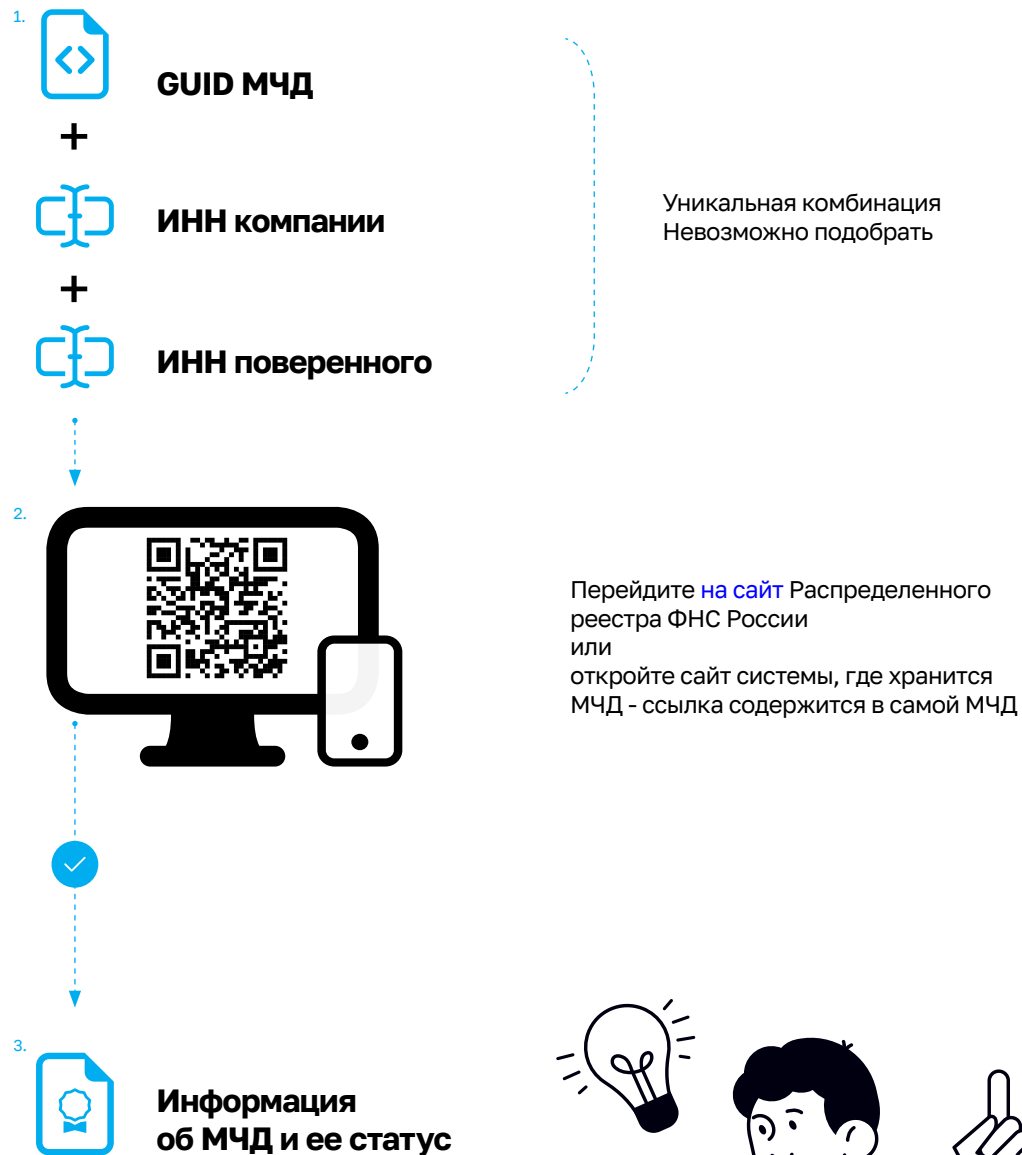 1.
GUID МЧД
+
ИНН компании
+
ИНН поверенного
Уникальная комбинация
Невозможно подобрать
2.
Перейдите на сайт Распределенного
реестра ФНС России
или
откройте сайт системы, где хранится
МЧД - ссылка содержится в самой МЧД
3.
Информация
об МЧД и ее статус